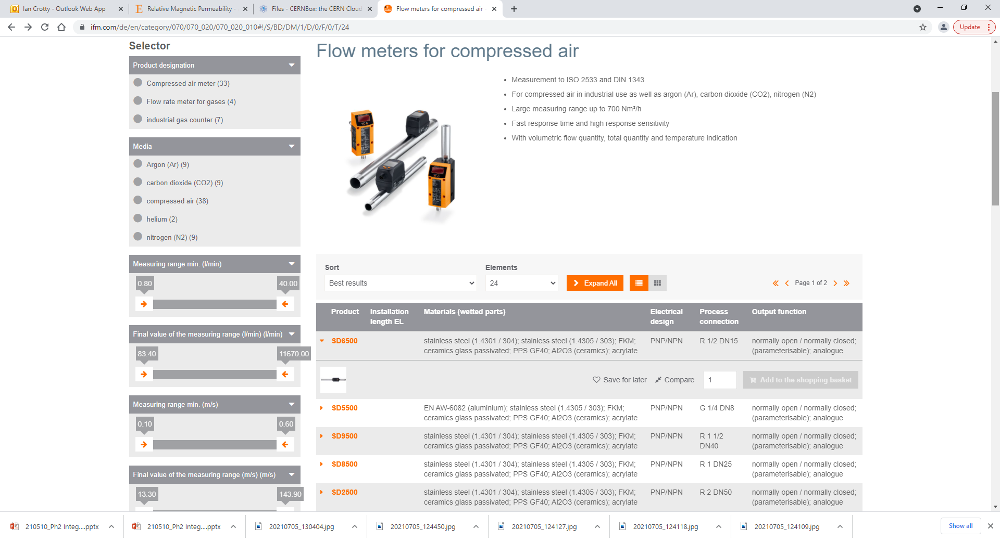 Ian Crotty - Outlook Web App
Relative Magnetic Permeability -
Files - CERNBox: the CERN Cloud
Flow meters for compressed air -
ifm.com/de/en/category/070/070_020/070_020_010#!/S/BD/DM/1/D/0/F/0/T/24
Update
Selector
Product designation
Compressed air meter (33)
Flow rate meter for gases (4)
industrial gas counter (7)
Media
Argon (Ar) (9)
carbon dioxide (CO2) (9)
compressed air (38)
helium (2)
nitrogen (N2) (9)
Measuring range min. (l/min)
0.80 40.00
Final value of the measuring range (l/min) (l/min)
83.40 11670.00
Measuring range min. (m/s)
0.10 0.60
Final value of the measuring range (m/s) (m/s)
13.30 143.90
Flow meters for compressed air
• Measurement to ISO 2533 and DIN 1343
• For compressed air in industrial use as well as argon (Ar), carbon dioxide (CO2), nitrogen (N2)
• Large measuring range up to 700 Nm³/h
• Fast response time and high response sensitivity
• With volumetric flow quantity, total quantity and temperature indication
Sort Elements
Best results 24 Expand All Page 1 of 2
Product Installation Materials (wetted parts) Electrical Process Output function
length EL design connection
SD6500 stainless steel (1.4301 / 304); stainless steel (1.4305 / 303); FKM; PNP/NPN R 1/2 DN15 normally open / normally closed;
ceramics glass passivated; PPS GF40; Al2O3 (ceramics); acrylate (parameterisable); analogue
Save for later Compare 1 Add to the shopping basket
SD5500 EN AW-6082 (aluminium); stainless steel (1.4305 / 303); FKM; PNP/NPN G 1/4 DN8 normally open / normally closed;
ceramics glass passivated; PPS GF40; Al2O3 (ceramics); acrylate (parameterisable); analogue
SD9500 stainless steel (1.4301 / 304); stainless steel (1.4305 / 303); FKM; PNP/NPN R 1 1/2 normally open / normally closed;
ceramics glass passivated; PPS GF40; Al2O3 (ceramics); acrylate DN40 (parameterisable); analogue
SD8500 stainless steel (1.4301 / 304); stainless steel (1.4305 / 303); FKM; PNP/NPN R 1 DN25 normally open / normally closed;
ceramics glass passivated; PPS GF40; Al2O3 (ceramics); acrylate (parameterisable); analogue
SD2500 stainless steel (1.4301 / 304); stainless steel (1.4305 / 303); FKM; PNP/NPN R 2 DN50 normally open / normally closed;
ceramics glass passivated; PPS GF40; Al2O3 (ceramics); acrylate (parameterisable); analogue
210510_Ph2 Integ....pptx
210510_Ph2 Integ....pptx
20210705_130404.jpg
20210705_124450.jpg
20210705_124127.jpg
20210705_124118.jpg
20210705_124109.jpg
Show all